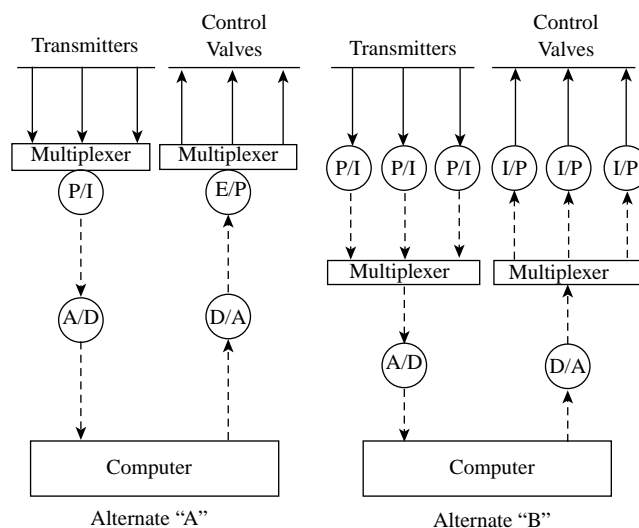 Transmitters
Control
Valves
Multiplexer
Multiplexer
P/I
E/P
A/D
D/A
Computer
Alternate “A”
Transmitters
Control
Valves
P/I
P/I
P/I
I/P
I/P
I/P
Multiplexer
Multiplexer
A/D
D/A
Computer
Alternate “B”